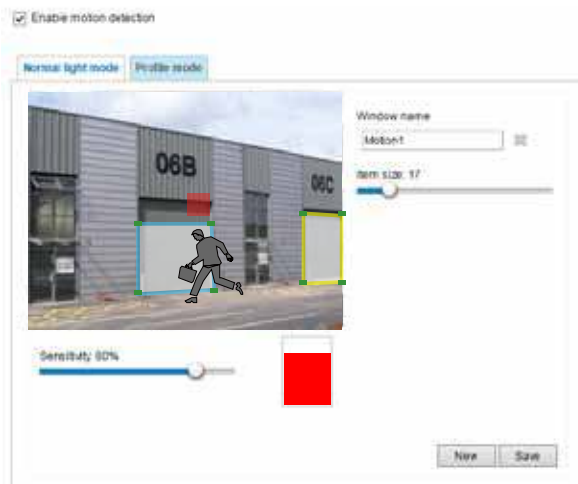 Enable motion detection
Normal light mode
Profile mode
Window name
Motion1
Item size: 17
06B
06C
Sensitivity 80%
New
Save